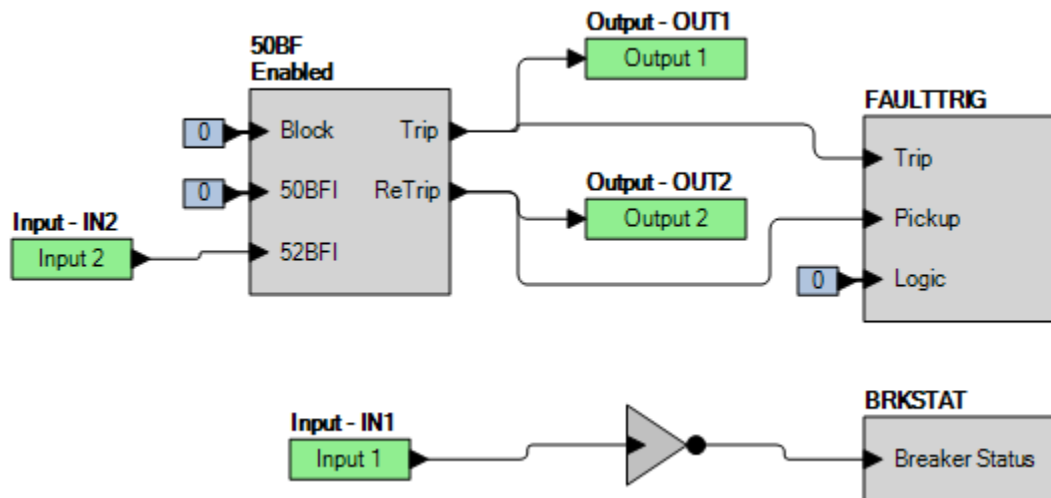 Output - OUT1
50BF
Enabled
Output 1
FAULTTRIG
0
Block
Trip
Trip
0
50BFI
ReTrip
Output - OUT2
Output 2
Pickup
Input - IN2
Input 2
52BFI
0
Logic
Input - IN1
Input 1
BRKSTAT
Breaker Status